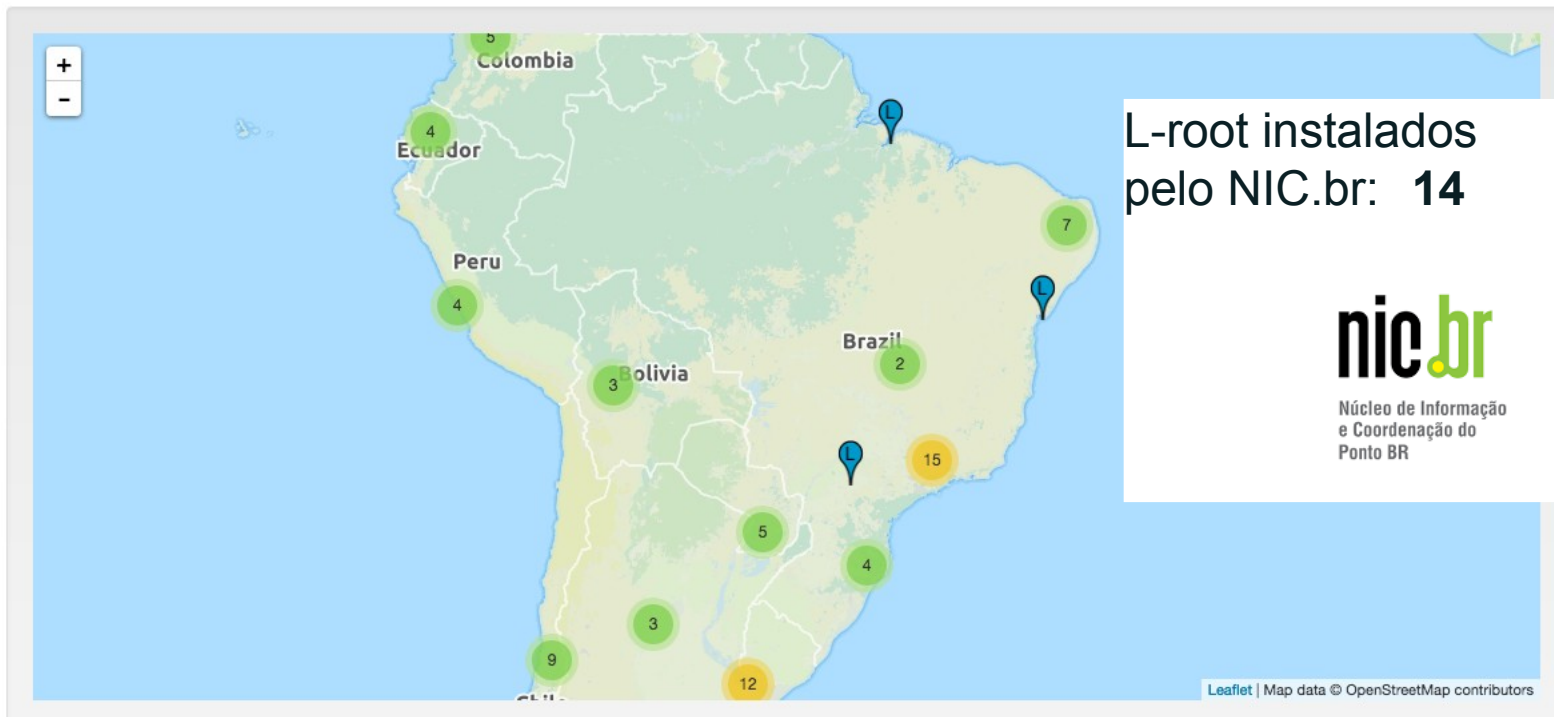 +
-
5
Colombia
4
Ecuador
L
L-root instalados
pelo NIC.br: 14
7
Peru
4
L
Brazil
2
3
Bolivia
nic.br
Núcleo de Informação
e Coordenação do
Ponto BR
L
15
5
4
3
9
12
Chile
Leaflet | Map data © OpenStreetMap contributors